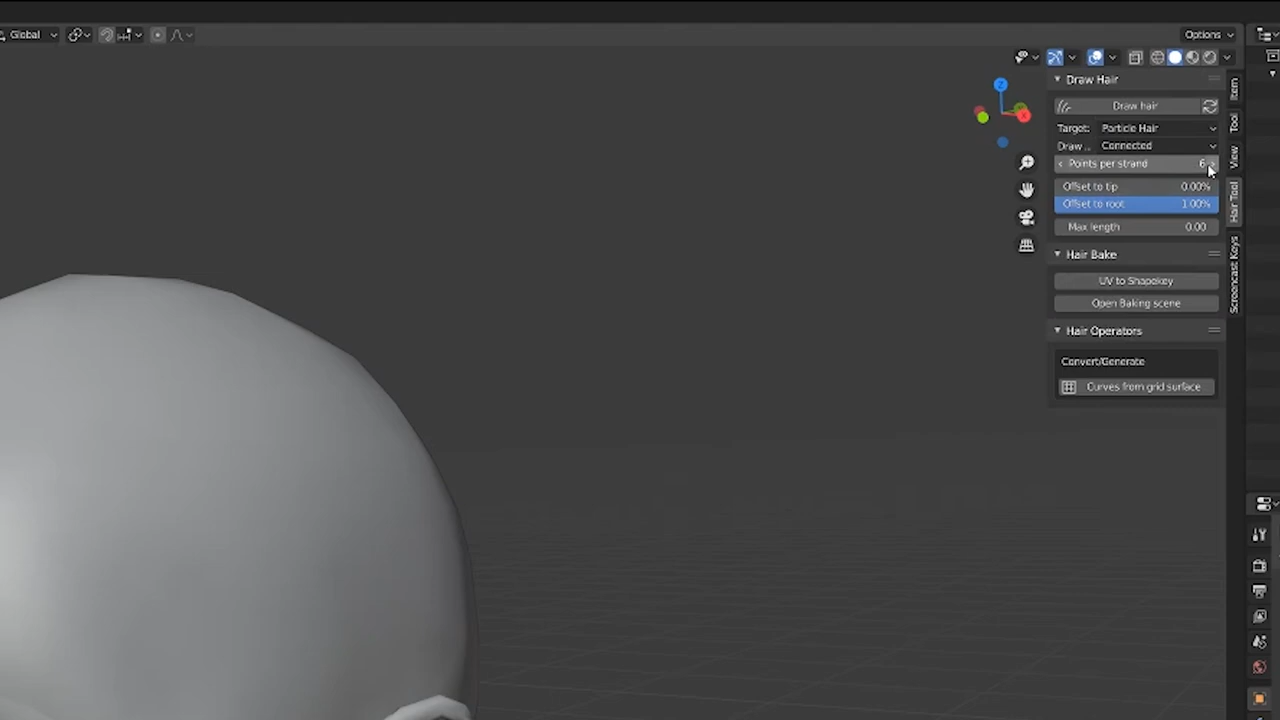 Global
Options
Draw Hair
Draw hair
Target: Particle Hair
Draw .. Connected
Points per strand 6
Offset to tip 0.00%
Offset to root 1.00%
Max length 0.00
Hair Bake
UV to Shapekey
Open Baking scene
Hair Operators
Convert/Generate
Curves from grid surface
Item
Tool
View
Hair Tool
Screencast Keys
Z
X